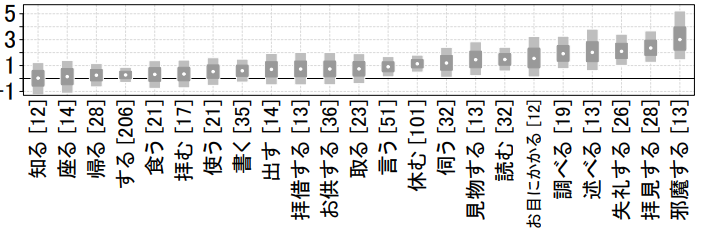 5
3
1
-1
知る [12]
座る [14]
帰る [28]
する [206]
食う [21]
拝む [17]
使う [21]
書く [35]
出す [14]
拝借する [13]
お供する [36]
取る [23]
言う [51]
休む [101]
伺う [32]
見物する [13]
読む [32]
お目にかかる [12]
調べる [19]
述べる [13]
失礼する [26]
拝見する [28]
邪魔する [13]